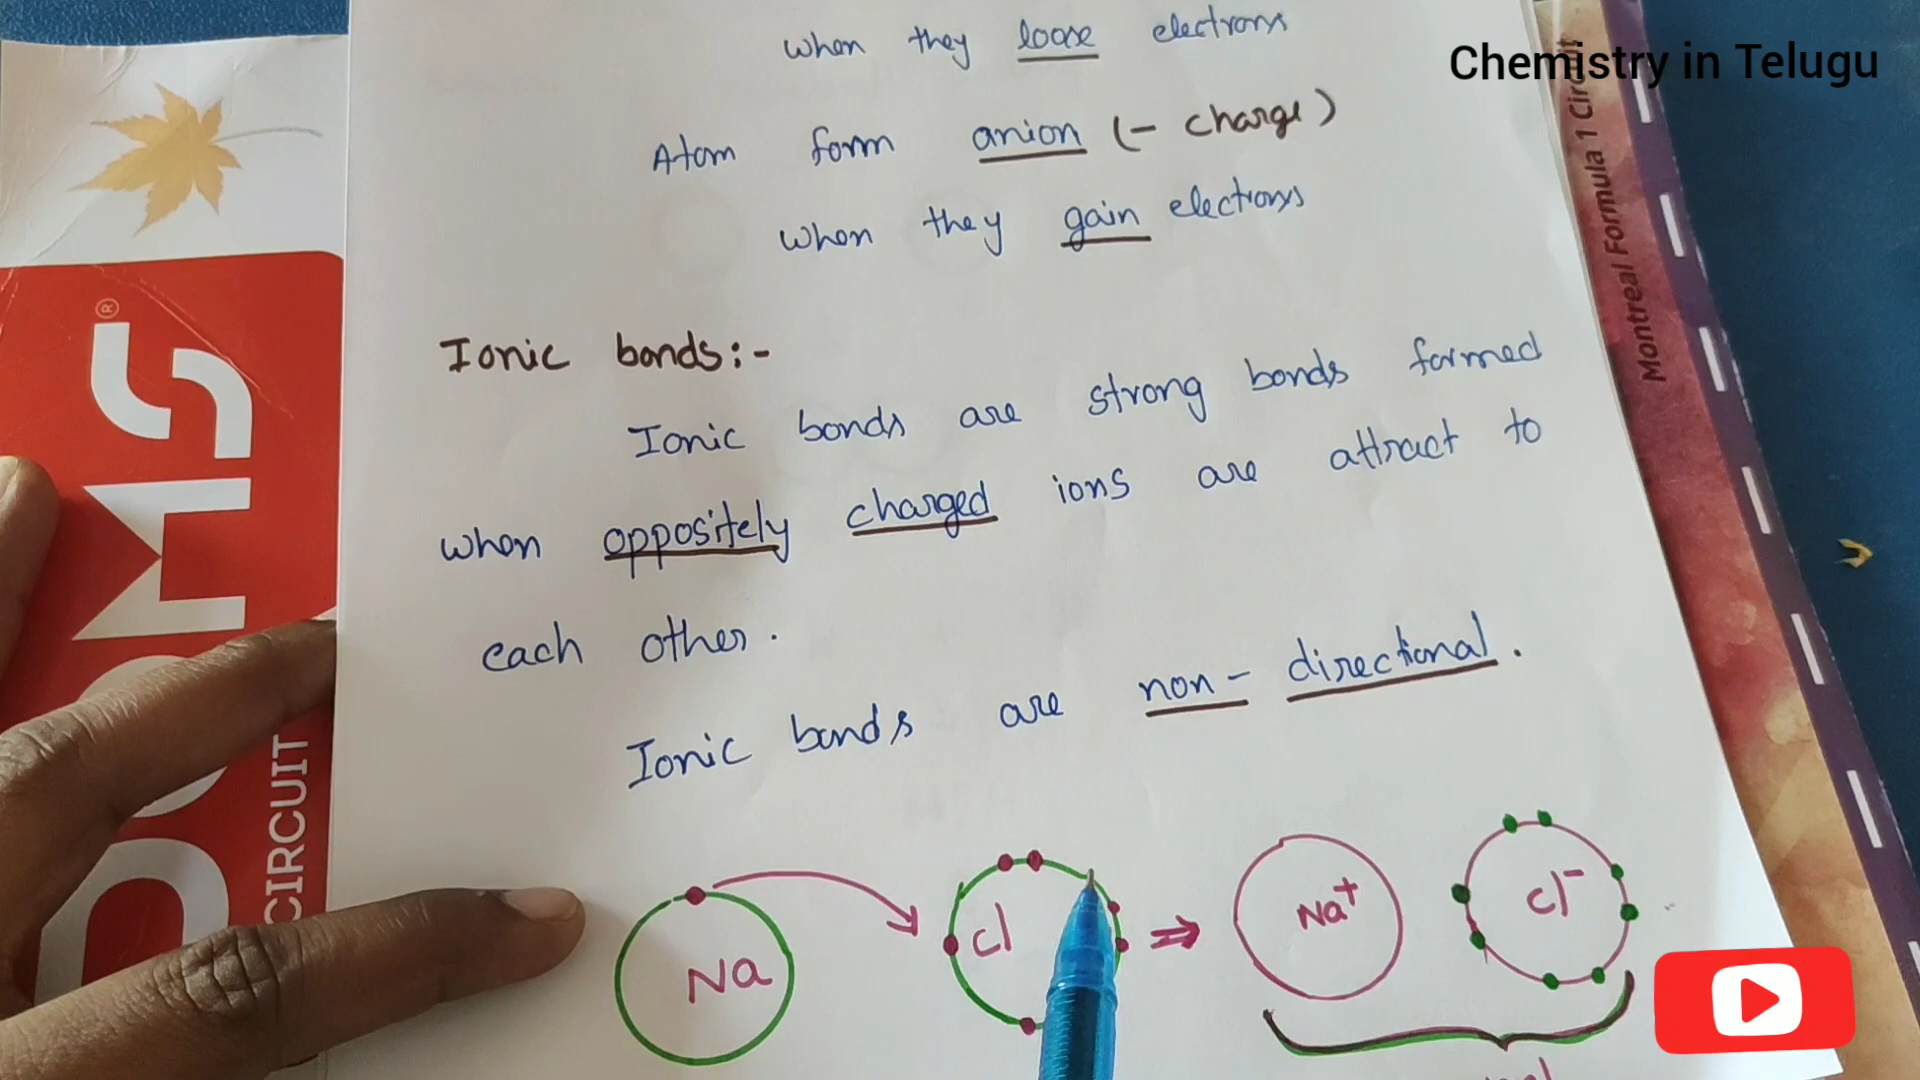 when they loose electrons
Chemistry in Telugu
Atom form anion (- charge)
when they gain electrons
Ionic bonds:-
Ionic bonds are strong bonds formed
when oppositely charged ions are attract to
each other.
Ionic bonds are non-directional.
Na Cl ⇒ Na⁺ Cl⁻
DOMS®
CIRCUIT
Montreal Formula 1 Circuit